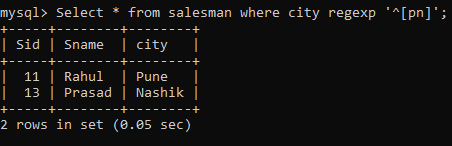 mysql> Select * from salesman where city regexp '^[pn]';
+-----+--------+--------+
| Sid | Sname  | city   |
+-----+--------+--------+
|  11 | Rahul  | Pune   |
|  13 | Prasad | Nashik |
+-----+--------+--------+
2 rows in set (0.05 sec)